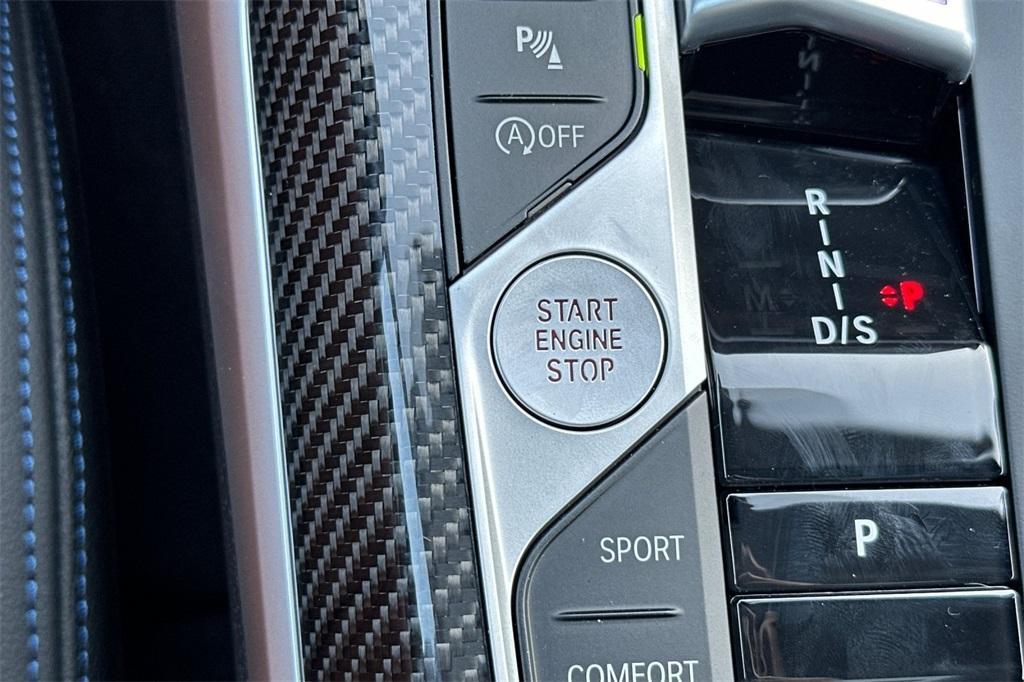 P
A OFF
R
N
D/S
P
START
ENGINE
STOP
SPORT
P
COMFORT